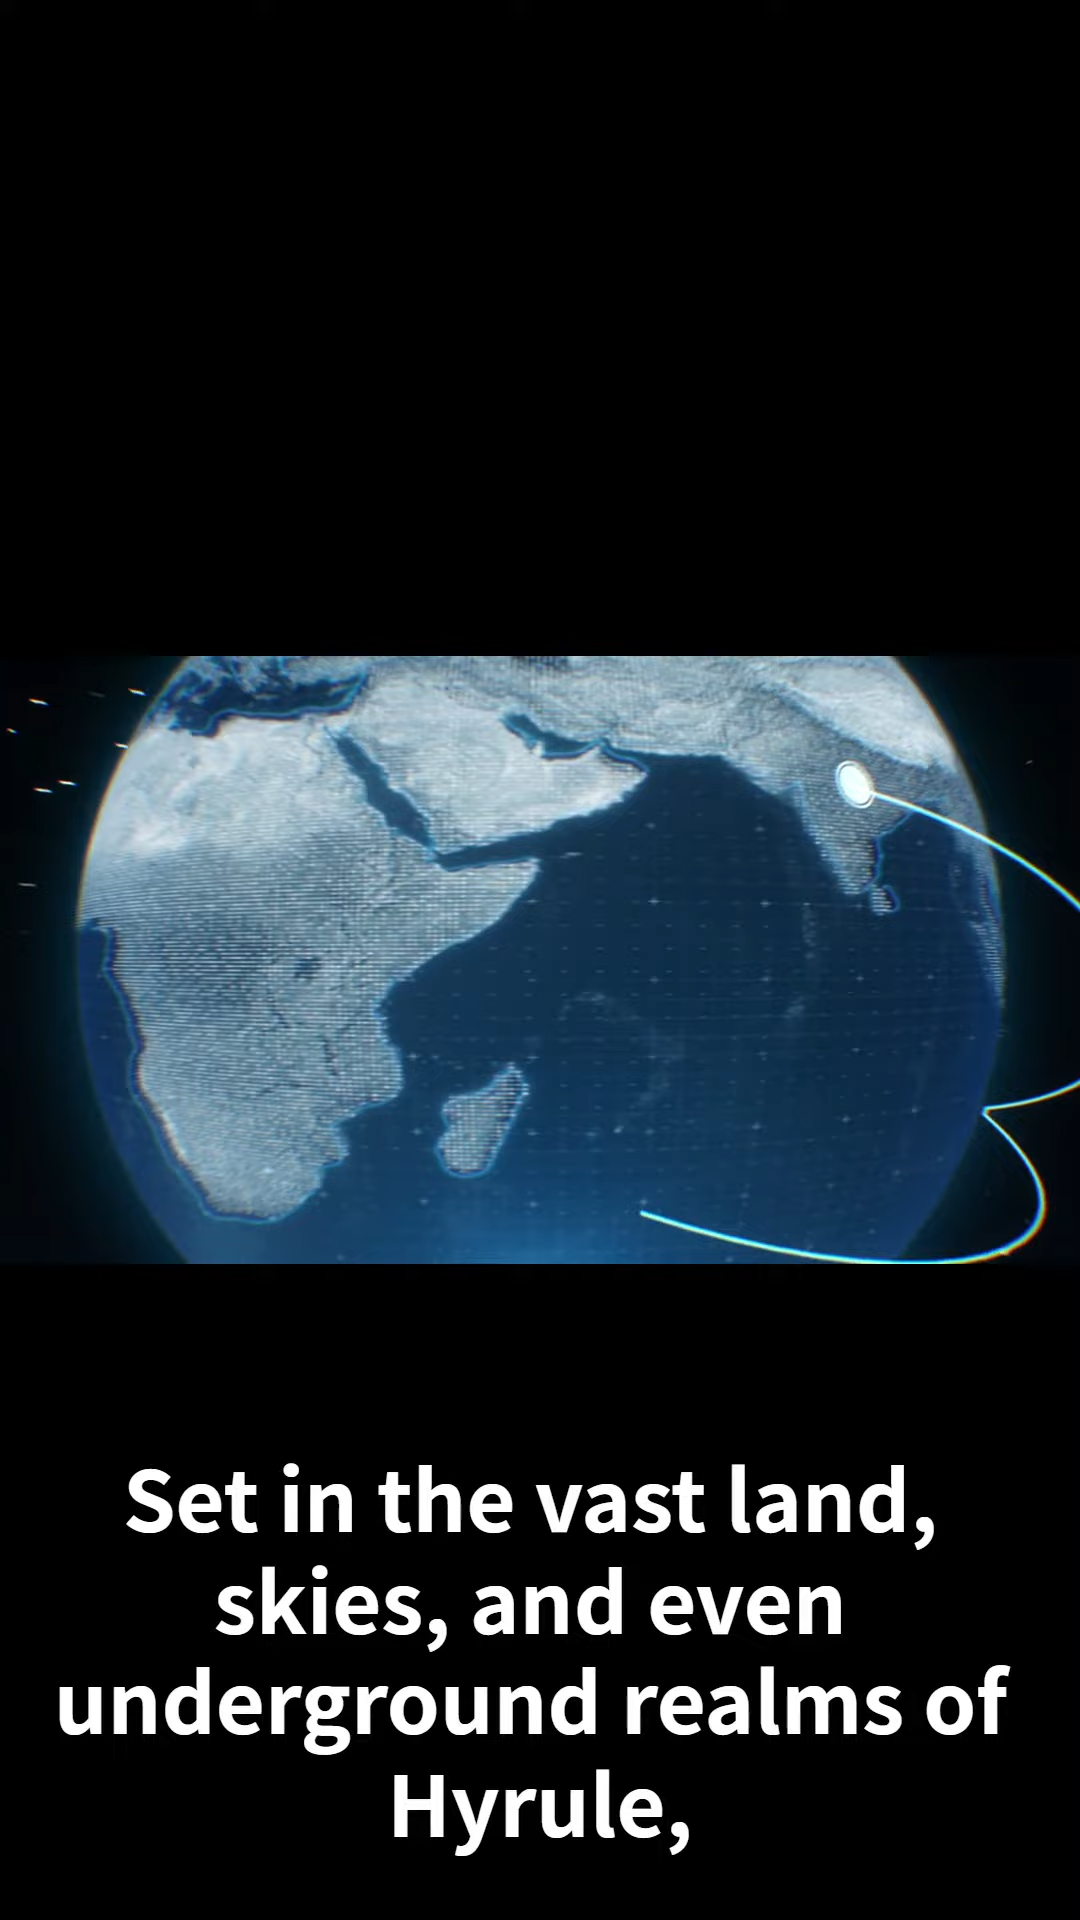 Set in the vast land,
skies, and even
underground realms of
Hyrule,